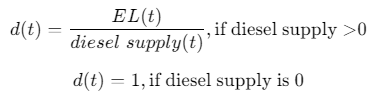 d(t) = EL(t) / diesel supply(t), if diesel supply >0
d(t) = 1, if diesel supply is 0